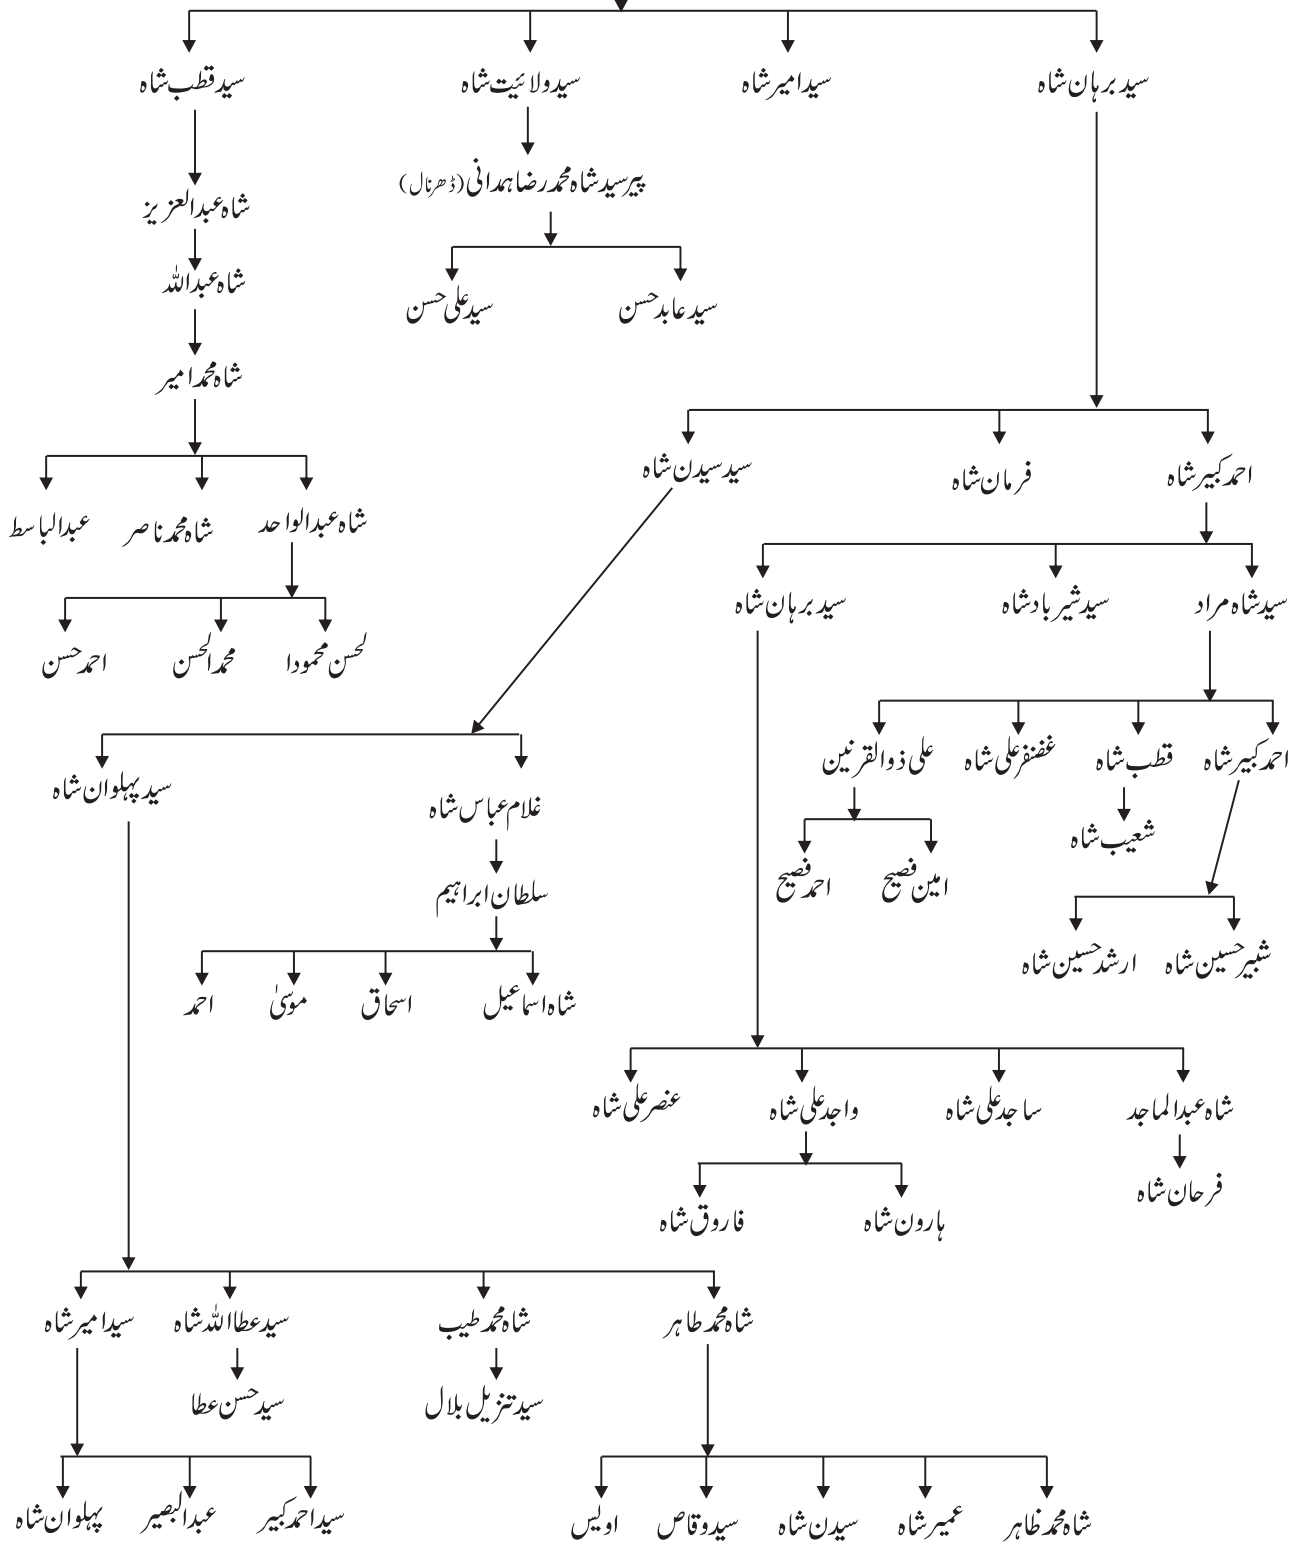 سید برہان شاہ
سید امیر شاہ
سید ولائیت شاہ
سید قطب شاہ
پیر سید شاہ محمد رضا ہمدانی (ڈھرنال)
شاہ عبدالعزیز
شاہ عبداللہ
سید عابد حسن
سید علی حسن
شاہ محمد امیر
احمد کبیر شاہ
فرمان شاہ
سید سیدن شاہ
شاہ عبدالواحد
شاہ محمد ناصر
عبدالباسط
سید شاہ مراد
سید شیر باد شاہ
سید برہان شاہ
لحسن محمودا
محمد الحسن
احمد حسن
احمد کبیر شاہ
قطب شاہ
غضنفر علی شاہ
علی ذوالقرنین
سید پہلوان شاہ
غلام عباس شاہ
شعیب شاہ
امین فصیح
احمد فصیح
سلطان ابراہیم
شبیر حسین شاہ
ارشد حسین شاہ
شاہ اسماعیل
اسحاق
موسیٰ
احمد
شاہ عبدالماجد
ساجد علی شاہ
واجد علی شاہ
عنصر علی شاہ
فرحان شاہ
ہارون شاہ
فاروق شاہ
شاہ محمد طاہر
شاہ محمد طیب
سید عطا اللہ شاہ
سید امیر شاہ
سید تنزیل بلال
سید حسن عطا
شاہ محمد ظاہر
عمیر شاہ
سیدن شاہ
سید وقاص
اویس
سید احمد کبیر
عبدالبصیر
پہلوان شاہ